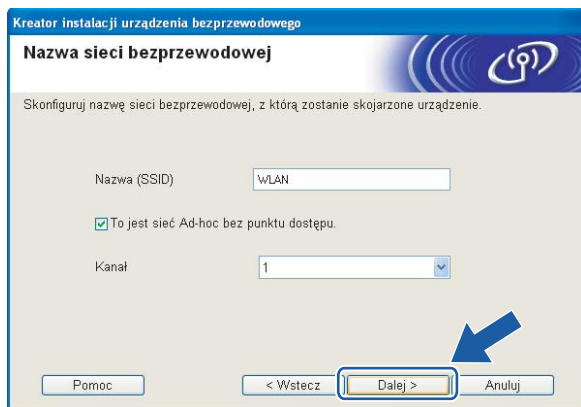 Kreator instalacji urządzenia bezprzewodowego
Nazwa sieci bezprzewodowej
Skonfiguruj nazwę sieci bezprzewodowej, z którą zostanie skojarzone urządzenie.
Nazwa (SSID) WLAN
To jest sieć Ad-hoc bez punktu dostępu.
Kanał 1
Pomoc < Wstecz Dalej > Anuluj